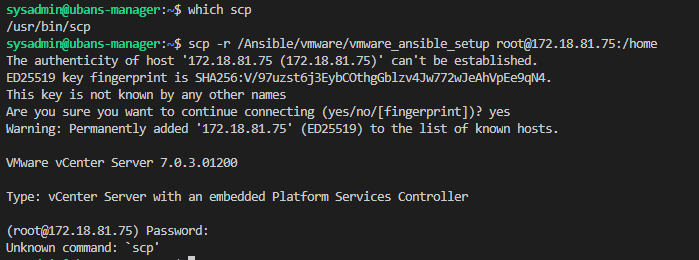 sysadmin@ubans-manager:~$ which scp
/usr/bin/scp
sysadmin@ubans-manager:~$ scp -r /Ansible/vmware/vmware_ansible_setup root@172.18.81.75:/home
The authenticity of host '172.18.81.75 (172.18.81.75)' can't be established.
ED25519 key fingerprint is SHA256:V/97uzst6j3EybCOthgGblzv4Jw772wJeAhVpEe9qN4.
This key is not known by any other names
Are you sure you want to continue connecting (yes/no/[fingerprint])? yes
Warning: Permanently added '172.18.81.75' (ED25519) to the list of known hosts.
VMware vCenter Server 7.0.3.01200
Type: vCenter Server with an embedded Platform Services Controller
(root@172.18.81.75) Password:
Unknown command: `scp'